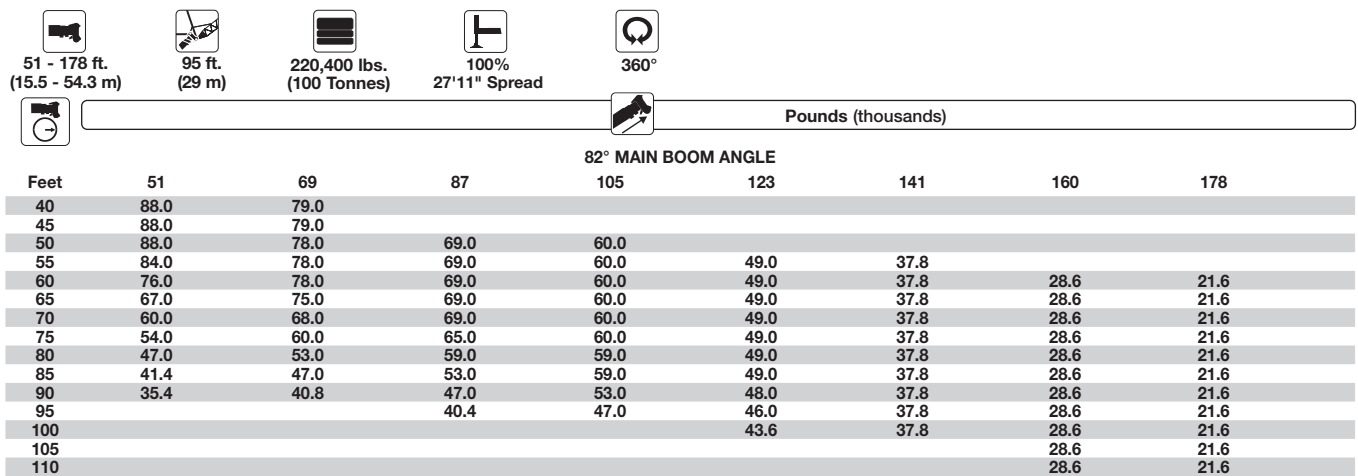 51 - 178 ft. 95 ft. 220,400 lbs. 100% 360°
(15.5 - 54.3 m) (29 m) (100 Tonnes) 27'11" Spread
Pounds (thousands)
82° MAIN BOOM ANGLE
Feet 51 69 87 105 123 141 160 178
40 88.0 79.0
45 88.0 79.0
50 88.0 78.0 69.0 60.0
55 84.0 78.0 69.0 60.0 49.0 37.8
60 76.0 78.0 69.0 60.0 49.0 37.8 28.6 21.6
65 67.0 75.0 69.0 60.0 49.0 37.8 28.6 21.6
70 60.0 68.0 69.0 60.0 49.0 37.8 28.6 21.6
75 54.0 60.0 65.0 60.0 49.0 37.8 28.6 21.6
80 47.0 53.0 59.0 59.0 49.0 37.8 28.6 21.6
85 41.4 47.0 53.0 59.0 49.0 37.8 28.6 21.6
90 35.4 40.8 47.0 53.0 48.0 37.8 28.6 21.6
95 40.4 47.0 46.0 37.8 28.6 21.6
100 43.6 37.8 28.6 21.6
105 28.6 21.6
110 28.6 21.6